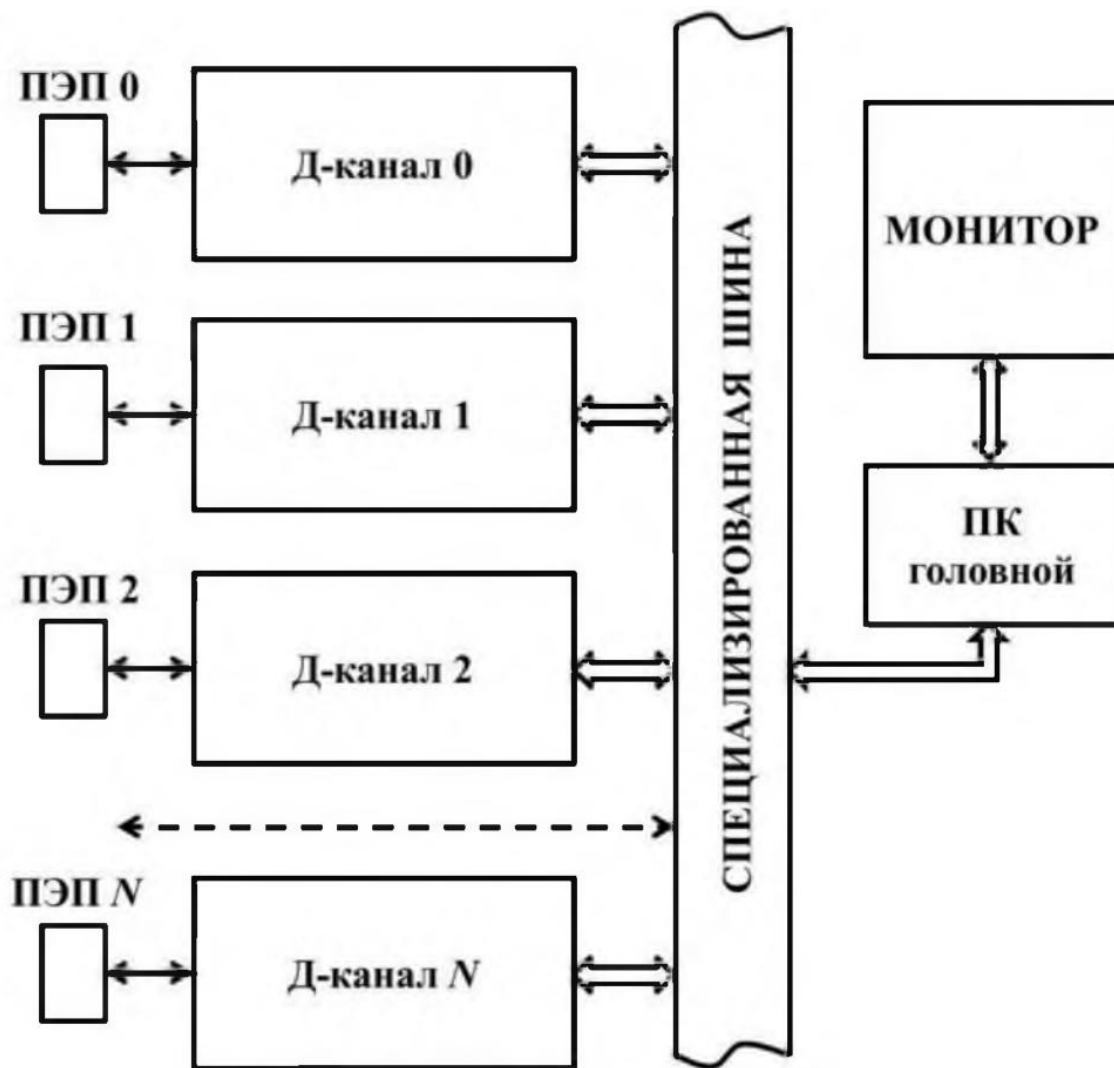 ПЭП 0
Д-канал 0
ПЭП 1
Д-канал 1
ПЭП 2
Д-канал 2
ПЭП N
Д-канал N
СПЕЦИАЛИЗИРОВАННАЯ ШИНА
МОНИТОР
ПК
головной